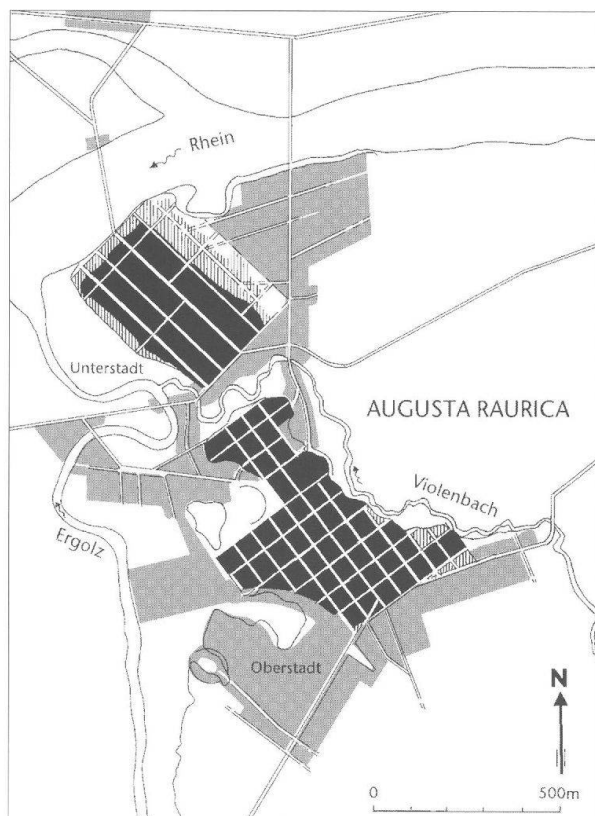 Rhein
Unterstadt
AUGUSTA RAURICA
Violenbach
Ergolz
Oberstadt
N
0 500m